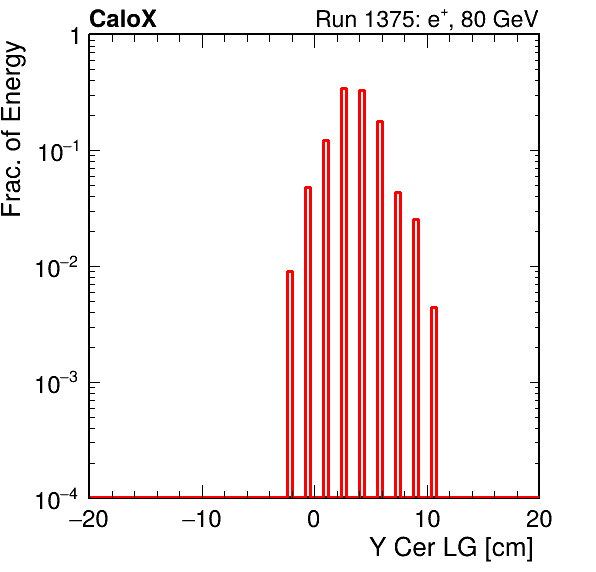 CaloX Run 1375: e⁺, 80 GeV
Frac. of Energy
1
10⁻¹
10⁻²
10⁻³
10⁻⁴
−20 −10 0 10 20
Y Cer LG [cm]